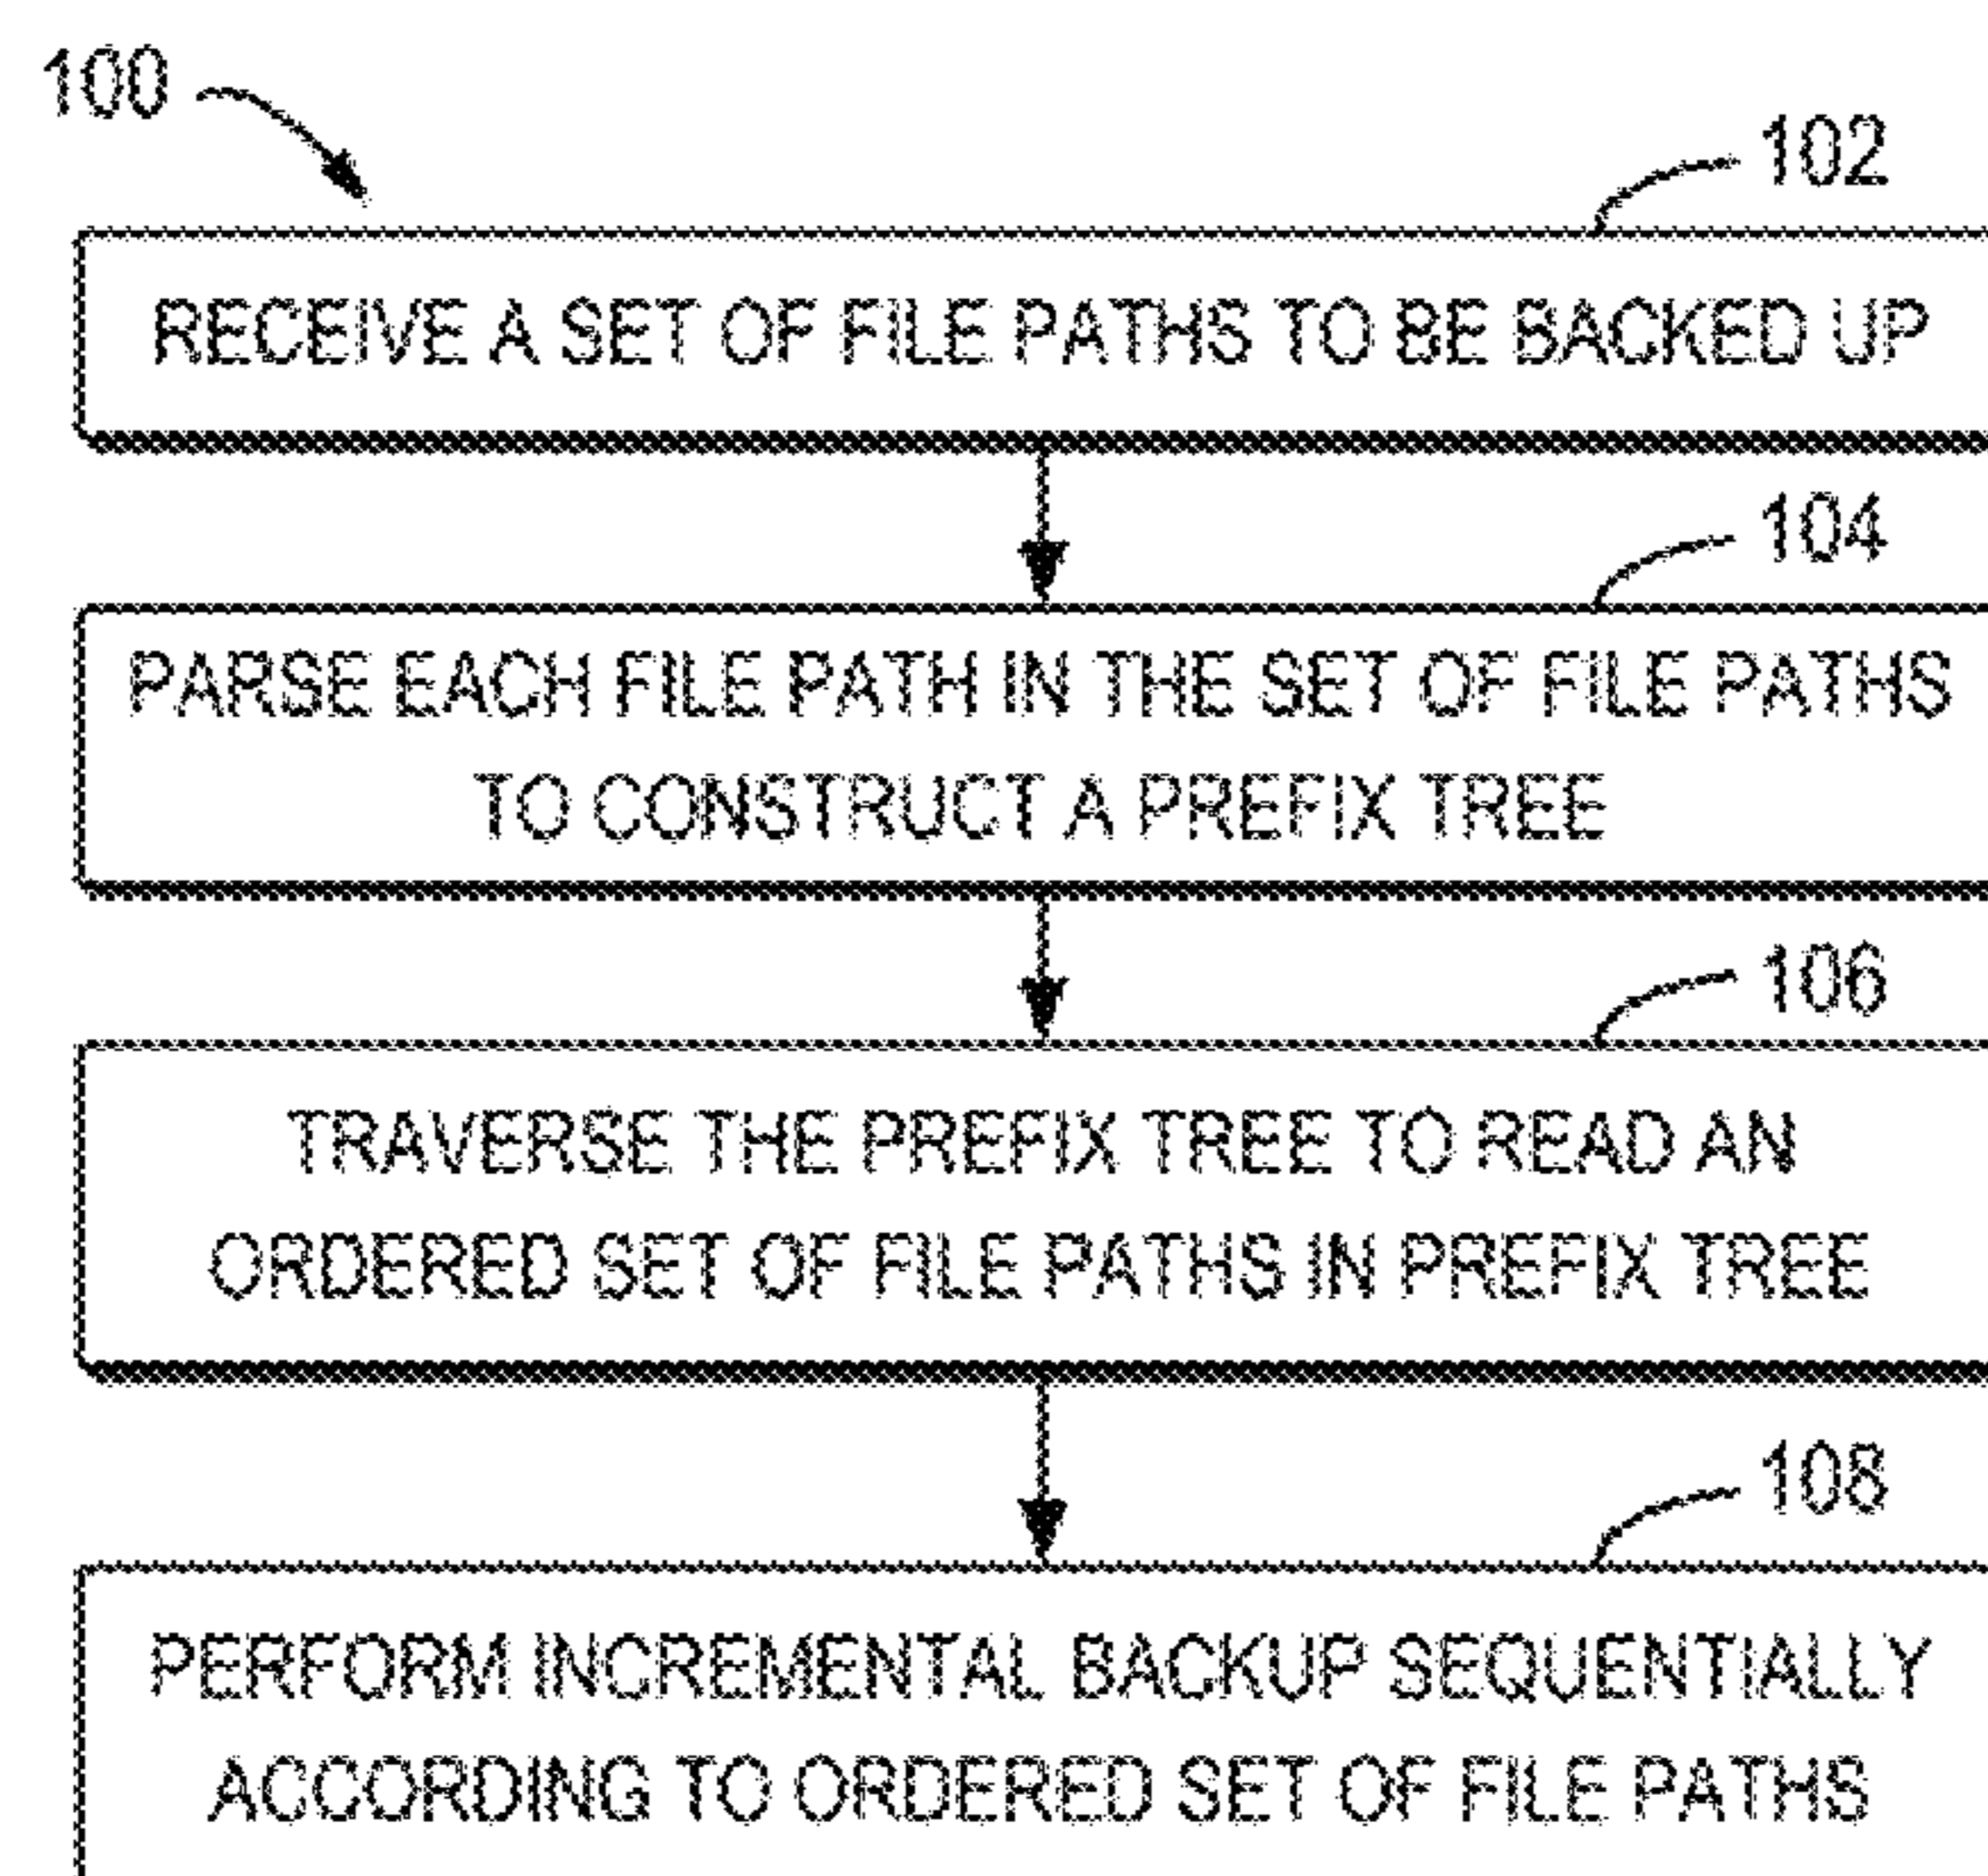 100
102
RECEIVE A SET OF FILE PATHS TO BE BACKED UP
104
PARSE EACH FILE PATH IN THE SET OF FILE PATHS
TO CONSTRUCT A PREFIX TREE
106
TRAVERSE THE PREFIX TREE TO READ AN
ORDERED SET OF FILE PATHS IN PREFIX TREE
108
PERFORM INCREMENTAL BACKUP SEQUENTIALLY
ACCORDING TO ORDERED SET OF FILE PATHS